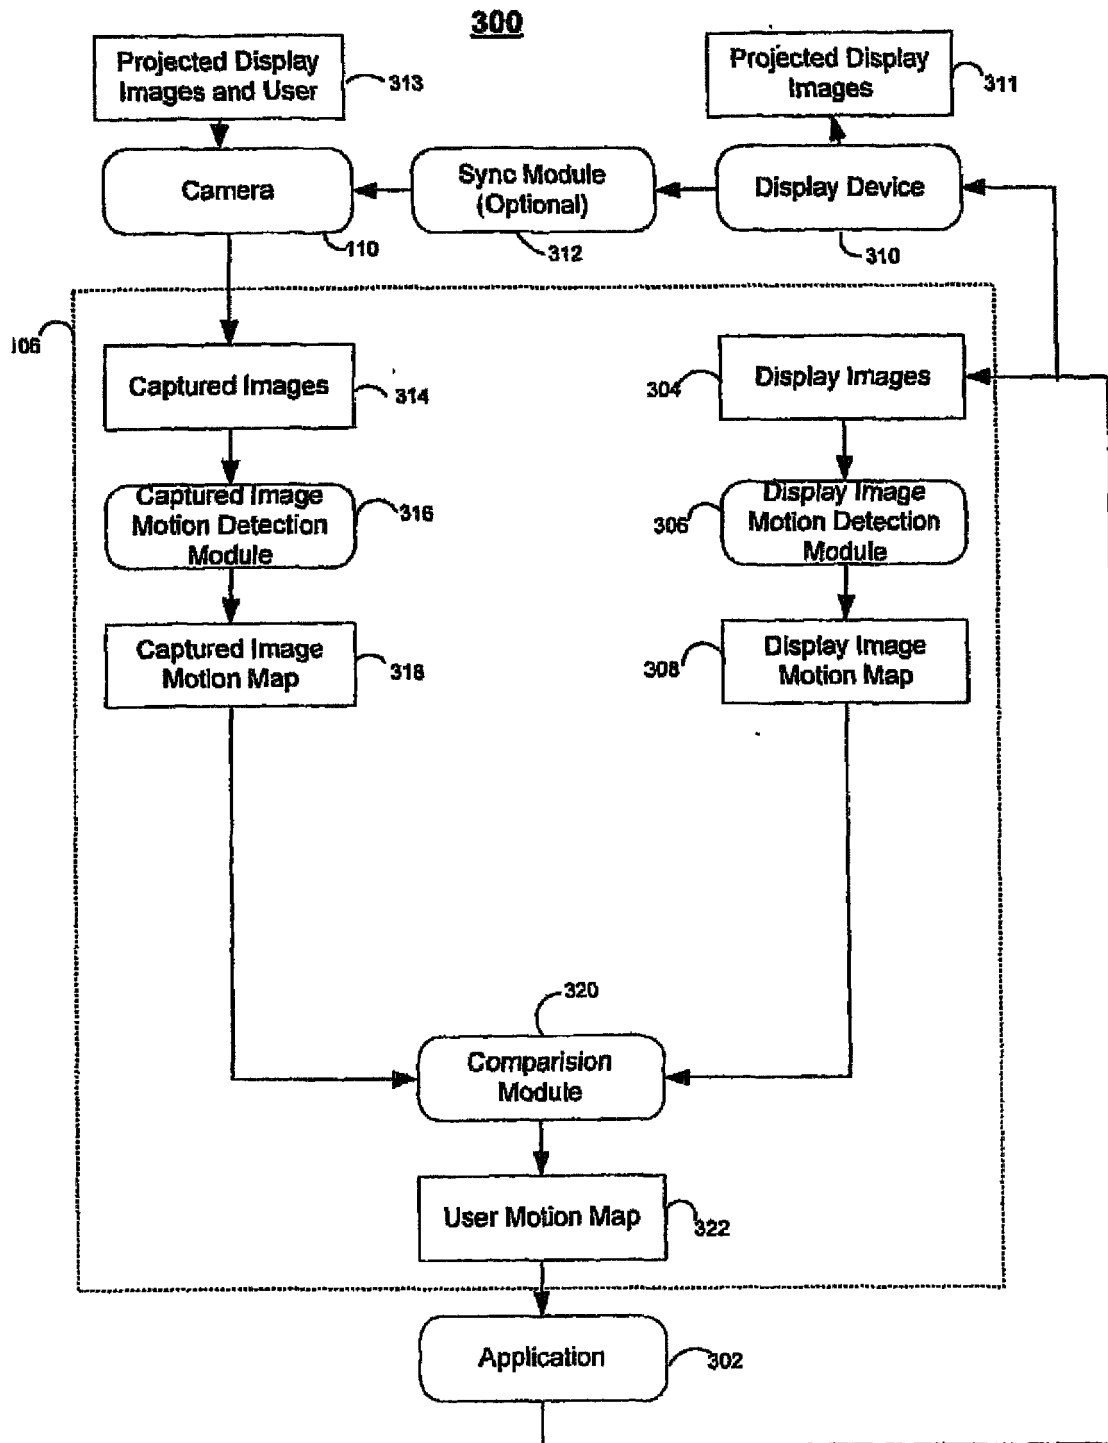 300
Projected Display
Images and User
313
Projected Display
Images
311
Camera
110
Sync Module
(Optional)
312
Display Device
310
106
Captured Images
314
304
Display Images
Captured Image
Motion Detection
Module
316
306
Display Image
Motion Detection
Module
Captured Image
Motion Map
318
308
Display Image
Motion Map
320
Comparision
Module
User Motion Map
322
Application
302